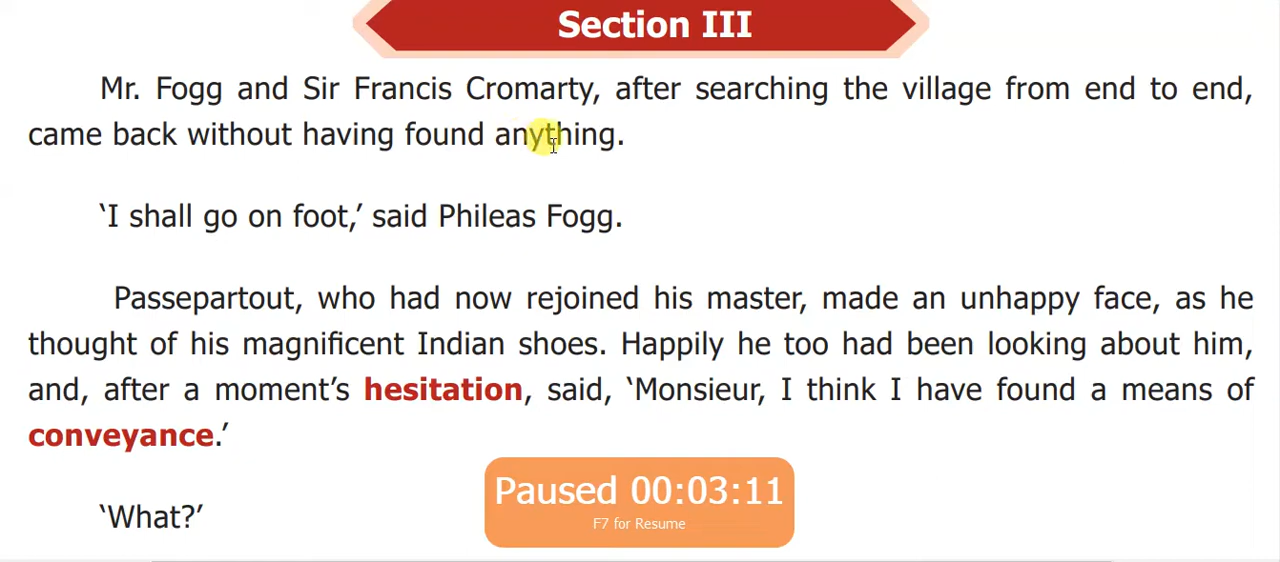 Section III
Mr. Fogg and Sir Francis Cromarty, after searching the village from end to end,
came back without having found anything.
‘I shall go on foot,’ said Phileas Fogg.
Passepartout, who had now rejoined his master, made an unhappy face, as he
thought of his magnificent Indian shoes. Happily he too had been looking about him,
and, after a moment’s hesitation, said, ‘Monsieur, I think I have found a means of
conveyance.’
‘What?’
Paused 00:03:11
F7 for Resume